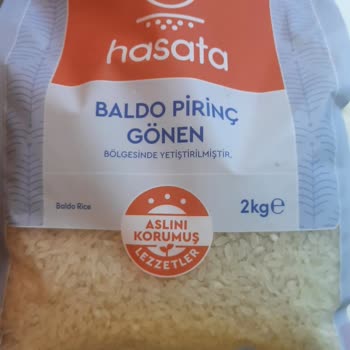 hasata
BALDO PİRİNÇ
GÖNEN
BÖLGESİNDE YETİŞTİRİLMİŞTİR.
Baldo Rice
2kg℮
ASLINI
KORUMUŞ
LEZZETLER